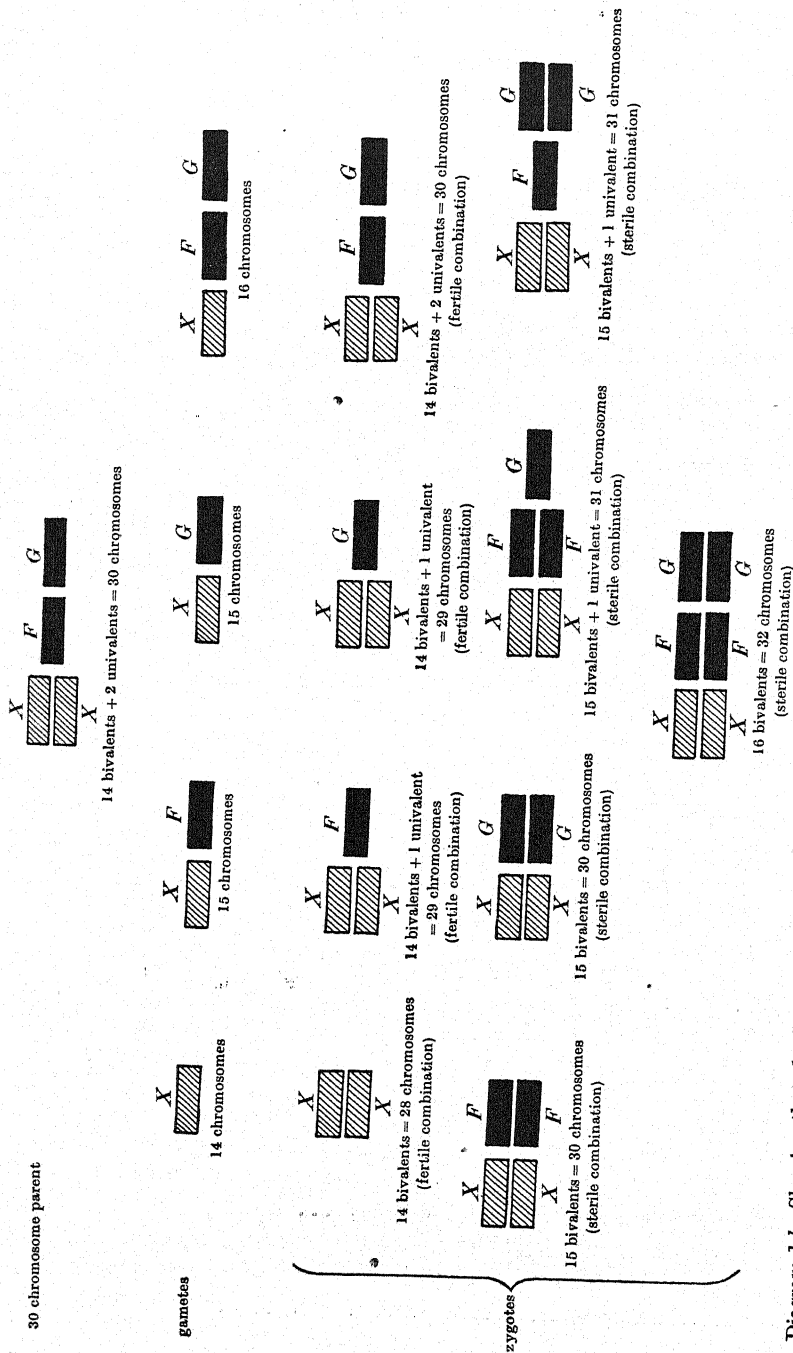 30 chromosome parent
X F G
X
14 bivalents + 2 univalents = 30 chromosomes
gametes
X
14 chromosomes
X F
15 chromosomes
X G
15 chromosomes
X F G
16 chromosomes
zygotes
X
X
14 bivalents = 28 chromosomes
(fertile combination)
X F
X
14 bivalents + 1 univalent
= 29 chromosomes
(fertile combination)
X G
X
14 bivalents + 1 univalent
= 29 chromosomes
(fertile combination)
X F G
X
14 bivalents + 2 univalents = 30 chromosomes
(fertile combination)
X F
X F
15 bivalents = 30 chromosomes
(sterile combination)
X G
X G
15 bivalents = 30 chromosomes
(sterile combination)
X F G
X F
15 bivalents + 1 univalent = 31 chromosomes
(sterile combination)
X F G
X G
15 bivalents + 1 univalent = 31 chromosomes
(sterile combination)
X F G
X F G
16 bivalents = 32 chromosomes
(sterile combination)